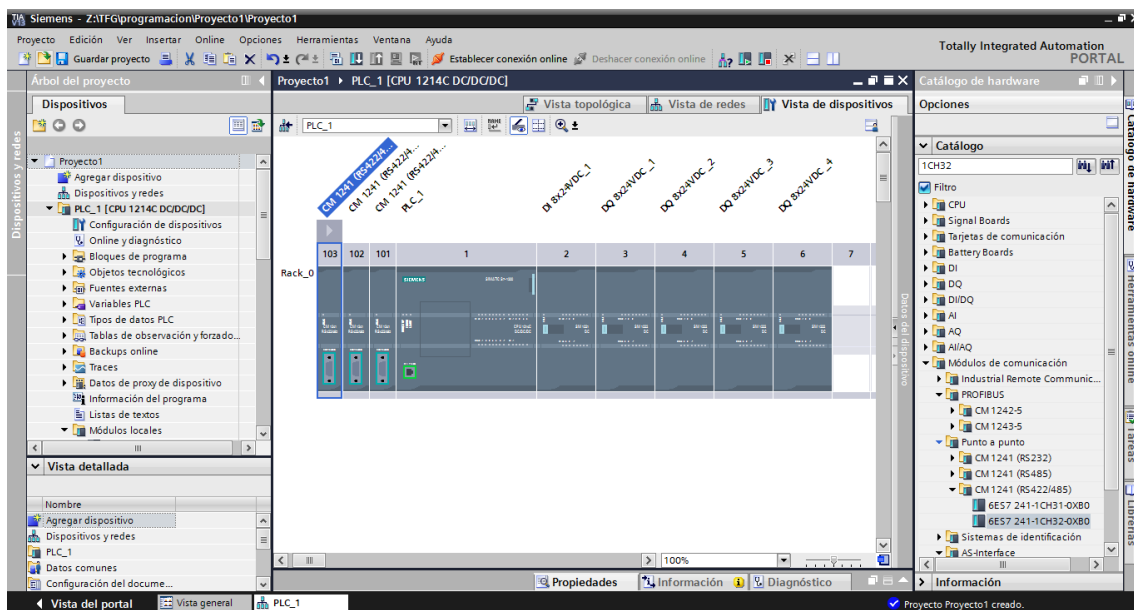 Siemens - Z:\TFG\programacion\Proyecto1\Proyecto1
Proyecto Edición Ver Insertar Online Opciones Herramientas Ventana Ayuda
Guardar proyecto Establecer conexión online Deshacer conexión online
Totally Integrated Automation
PORTAL
Árbol del proyecto
Dispositivos
Dispositivos y redes
Proyecto1
Agregar dispositivo
Dispositivos y redes
PLC_1 [CPU 1214C DC/DC/DC]
Configuración de dispositivos
Online y diagnóstico
Bloques de programa
Objetos tecnológicos
Fuentes externas
Variables PLC
Tipos de datos PLC
Tablas de observación y forzado...
Backups online
Traces
Datos de proxy de dispositivo
Información del programa
Listas de textos
Módulos locales
Vista detallada
Nombre
Agregar dispositivo
Dispositivos y redes
PLC_1
Datos comunes
Configuración del docume...
Proyecto1 PLC_1 [CPU 1214C DC/DC/DC]
Vista topológica Vista de redes Vista de dispositivos
PLC_1
CM 1241 (RS422/4...
CM 1241 (RS422/4...
CM 1241 (RS422/4...
PLC_1
DI 8x24VDC_1
DQ 8x24VDC_1
DQ 8x24VDC_2
DQ 8x24VDC_3
DQ 8x24VDC_4
103 102 101 1 2 3 4 5 6 7
Rack_0
SIEMENS
Datos del dispositivo
100%
Propiedades Información Diagnóstico
Catálogo de hardware
Opciones
Catálogo
1CH32
Filtro
CPU
Signal Boards
Tarjetas de comunicación
Battery Boards
DI
DQ
DI/DQ
AI
AQ
AI/AQ
Módulos de comunicación
Industrial Remote Communic...
PROFIBUS
CM 1242-5
CM 1243-5
Punto a punto
CM 1241 (RS232)
CM 1241 (RS485)
CM 1241 (RS422/485)
6ES7 241-1CH31-0XB0
6ES7 241-1CH32-0XB0
Sistemas de identificación
AS-Interface
Información
Catálogo de hardware
Herramientas online
Tareas
Librerías
Vista del portal Vista general PLC_1
Proyecto Proyecto1 creado.